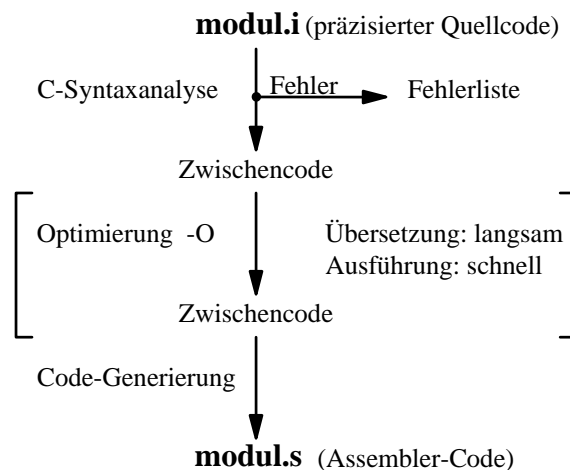 modul.i (präzisierter Quellcode)
C-Syntaxanalyse Fehler Fehlerliste
Zwischencode
Optimierung -O Übersetzung: langsam
Ausführung: schnell
Zwischencode
Code-Generierung
modul.s (Assembler-Code)